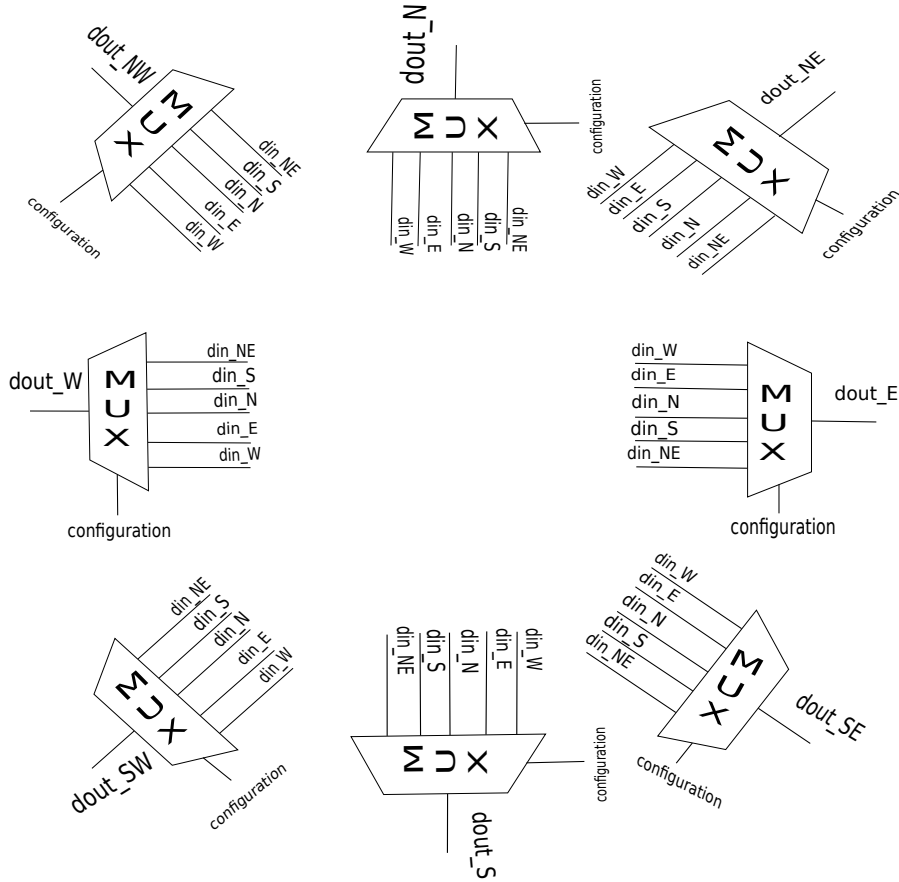 dout_NW
MUX
din_NE
din_S
din_N
din_E
din_W
configuration
dout_N
MUX
configuration
din_W
din_E
din_N
din_S
din_NE
dout_NE
MUX
din_W
din_E
din_S
din_N
din_NE
configuration
dout_W
MUX
din_NE
din_S
din_N
din_E
din_W
configuration
din_W
din_E
din_N
din_S
din_NE
MUX
dout_E
configuration
din_NE
din_S
din_N
din_E
din_W
MUX
dout_SW
configuration
din_NE
din_S
din_N
din_E
din_W
MUX
configuration
dout_S
din_W
din_E
din_N
din_S
din_NE
MUX
dout_SE
configuration